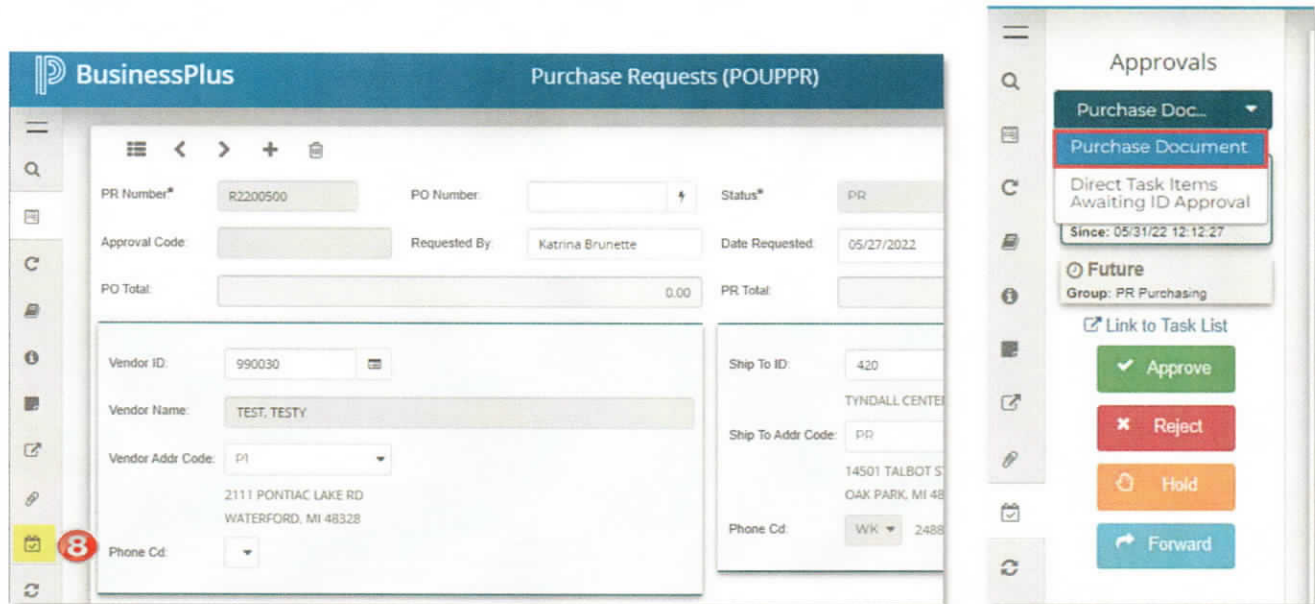 BusinessPlus
Purchase Requests (POUPPR)
PR Number*
R2200500
PO Number:
Status*
PR
Approval Code:
Requested By:
Katrina Brunette
Date Requested:
05/27/2022
PO Total:
0.00
PR Total:
Vendor ID:
990030
Ship To ID:
420
TYNDALL CENTE
Vendor Name:
TEST, TESTY
Ship To Addr Code:
PR
Vendor Addr Code:
P1
14501 TALBOT S
2111 PONTIAC LAKE RD
OAK PARK, MI 48
WATERFORD, MI 48328
8
Phone Cd:
Phone Cd:
WK
2488
Approvals
Purchase Doc...
Purchase Document
Direct Task Items
Awaiting ID Approval
Since: 05/31/22 12:12:27
Future
Group: PR Purchasing
Link to Task List
Approve
Reject
Hold
Forward